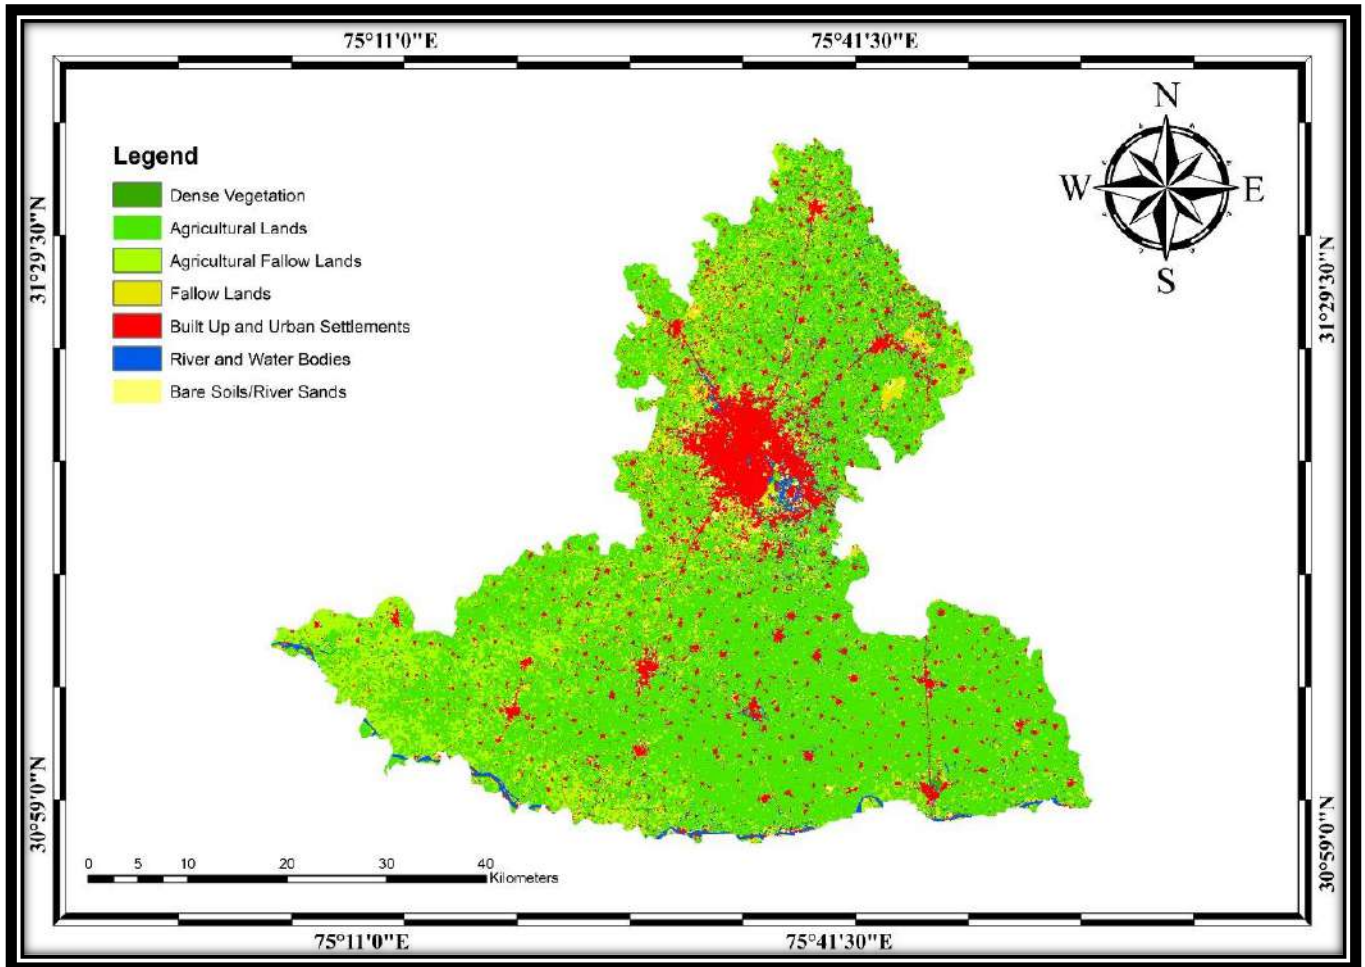 75°11'0"E 75°41'30"E
N
W E
S
Legend
Dense Vegetation
Agricultural Lands
Agricultural Fallow Lands
Fallow Lands
Built Up and Urban Settlements
River and Water Bodies
Bare Soils/River Sands
31°29'30"N
31°29'30"N
30°59'0"N
30°59'0"N
0 5 10 20 30 40
Kilometers
75°11'0"E 75°41'30"E